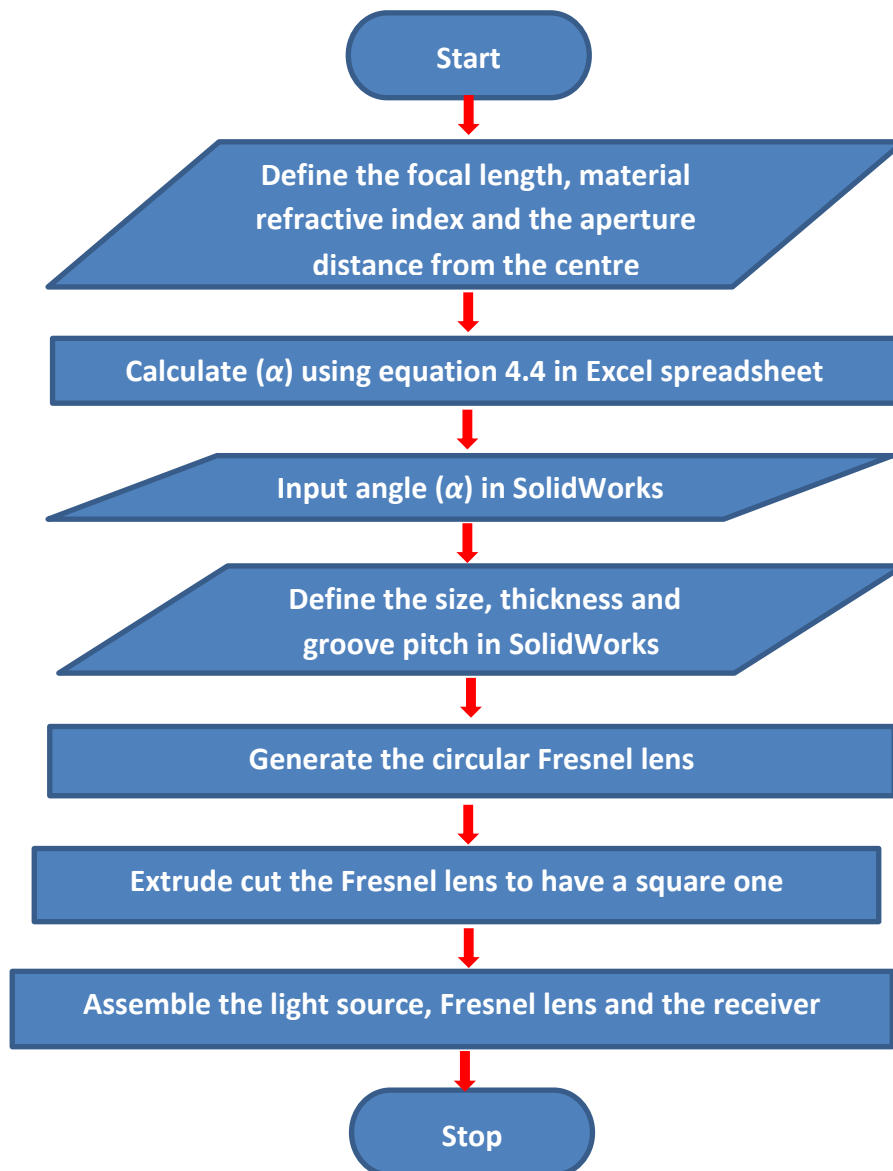 Start
Define the focal length, material
refractive index and the aperture
distance from the centre
Calculate (α) using equation 4.4 in Excel spreadsheet
Input angle (α) in SolidWorks
Define the size, thickness and
groove pitch in SolidWorks
Generate the circular Fresnel lens
Extrude cut the Fresnel lens to have a square one
Assemble the light source, Fresnel lens and the receiver
Stop